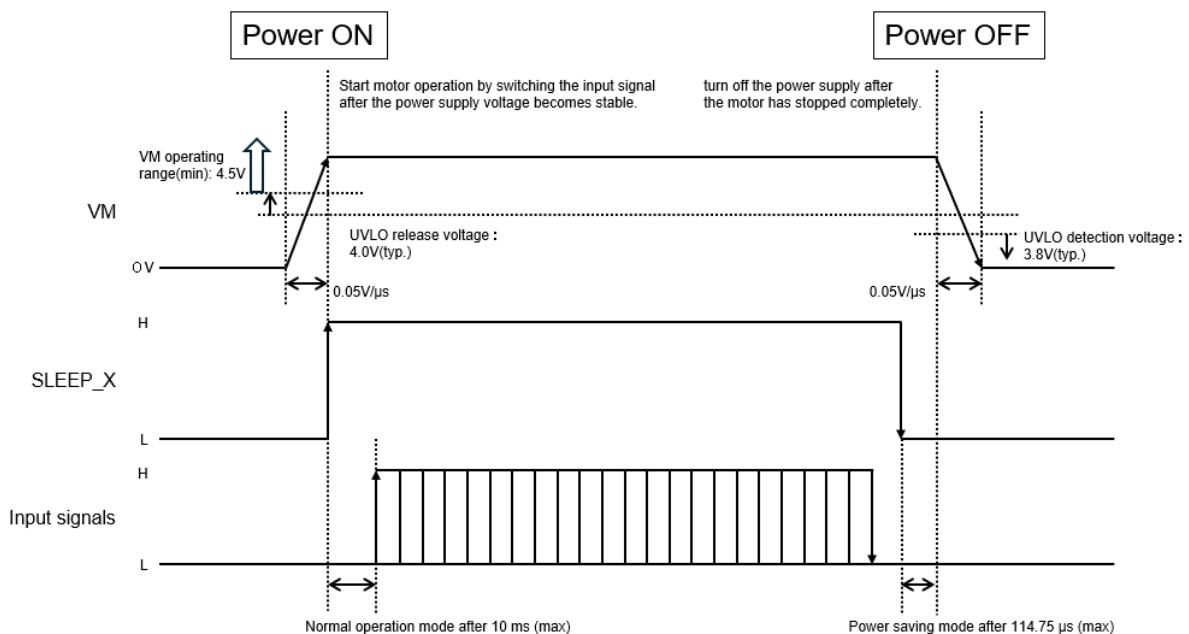 Power ON
Power OFF
Start motor operation by switching the input signal
after the power supply voltage becomes stable.
turn off the power supply after
the motor has stopped completely.
VM operating
range(min): 4.5V
VM
UVLO release voltage :
4.0V(typ.)
UVLO detection voltage :
3.8V(typ.)
0V
0.05V/µs
0.05V/µs
H
SLEEP_X
L
H
Input signals
L
Normal operation mode after 10 ms (max)
Power saving mode after 114.75 µs (max)